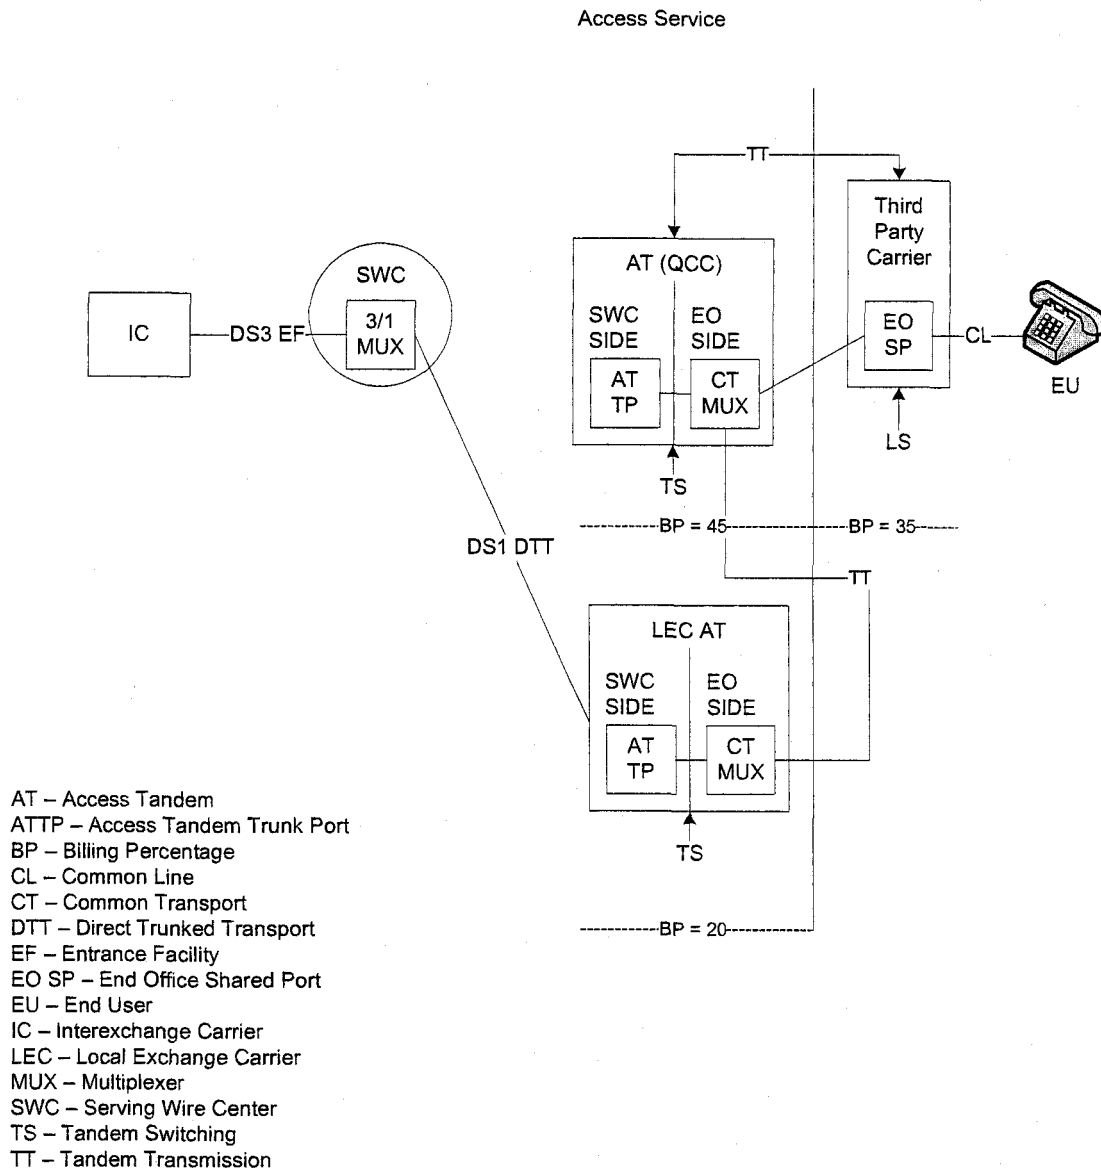 Access Service
TT
Third
Party
Carrier
AT (QCC)
SWC
SWC
SIDE
EO
SIDE
IC
DS3 EF
3/1
MUX
EO
SP
CL
EU
AT
TP
CT
MUX
LS
TS
BP = 45
BP = 35
DS1 DTT
TT
LEC AT
SWC
SIDE
EO
SIDE
AT
TP
CT
MUX
TS
BP = 20
AT – Access Tandem
ATTP – Access Tandem Trunk Port
BP – Billing Percentage
CL – Common Line
CT – Common Transport
DTT – Direct Trunked Transport
EF – Entrance Facility
EO SP – End Office Shared Port
EU – End User
IC – Interexchange Carrier
LEC – Local Exchange Carrier
MUX – Multiplexer
SWC – Serving Wire Center
TS – Tandem Switching
TT – Tandem Transmission